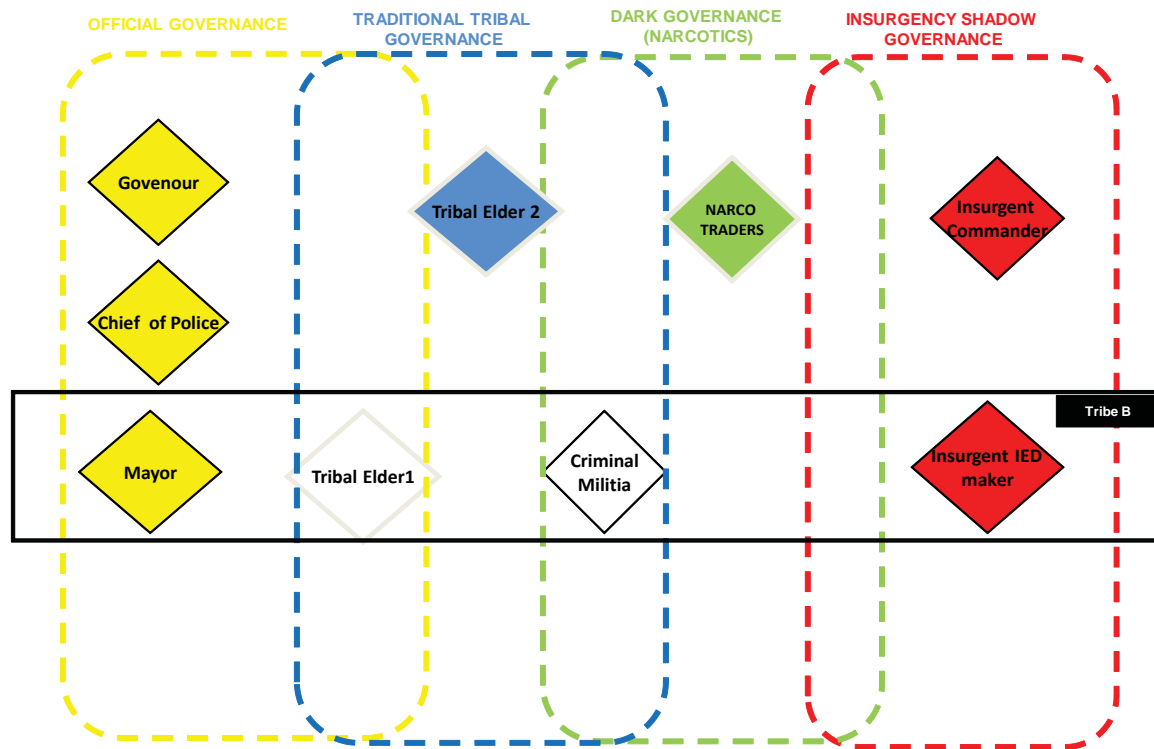 OFFICIAL GOVERNANCE
TRADITIONAL TRIBAL
GOVERNANCE
DARK GOVERNANCE
(NARCOTICS)
INSURGENCY SHADOW
GOVERNANCE
Govenour
Tribal Elder 2
NARCO
TRADERS
Insurgent
Commander
Chief of Police
Tribe B
Mayor
Tribal Elder1
Criminal
Militia
Insurgent IED
maker